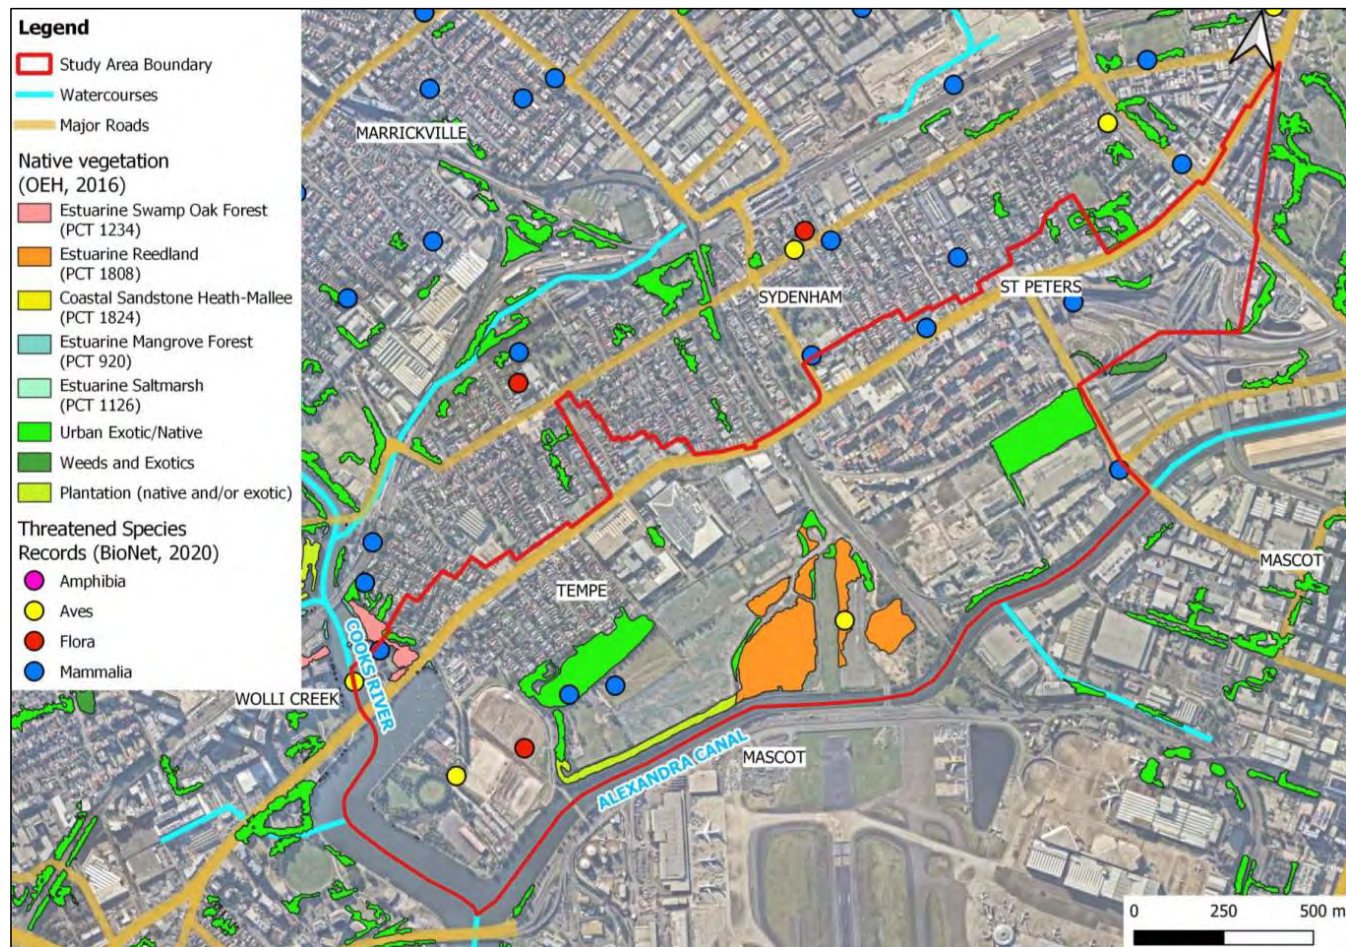 Legend
Study Area Boundary
Watercourses
Major Roads
Native vegetation
(OEH, 2016)
Estuarine Swamp Oak Forest
(PCT 1234)
Estuarine Reedland
(PCT 1808)
Coastal Sandstone Heath-Mallee
(PCT 1824)
Estuarine Mangrove Forest
(PCT 920)
Estuarine Saltmarsh
(PCT 1126)
Urban Exotic/Native
Weeds and Exotics
Plantation (native and/or exotic)
Threatened Species
Records (BioNet, 2020)
Amphibia
Aves
Flora
Mammalia
MARRICKVILLE
SYDENHAM
ST PETERS
TEMPE
MASCOT
WOLLI CREEK
COOKS RIVER
ALEXANDRA CANAL
MASCOT
0 250 500 m